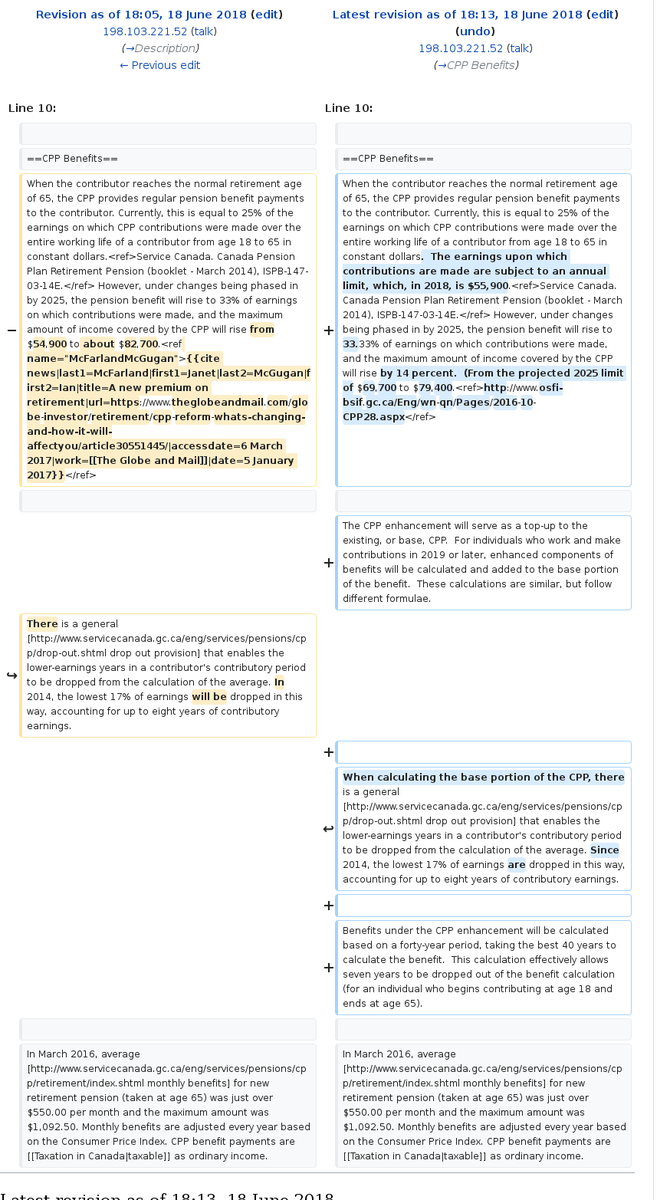 Revision as of 18:05, 18 June 2018 (edit)
198.103.221.52 (talk)
(→Description)
← Previous edit
Latest revision as of 18:13, 18 June 2018 (edit)
(undo)
198.103.221.52 (talk)
(→CPP Benefits)
Line 10:
Line 10:
==CPP Benefits==
==CPP Benefits==
−
When the contributor reaches the normal retirement age
of 65, the CPP provides regular pension benefit payments
to the contributor. Currently, this is equal to 25% of the
earnings on which CPP contributions were made over the
entire working life of a contributor from age 18 to 65 in
constant dollars.<ref>Service Canada. Canada Pension
Plan Retirement Pension (booklet - March 2014), ISPB-147-
03-14E.</ref> However, under changes being phased in
by 2025, the pension benefit will rise to 33% of earnings
on which contributions were made, and the maximum
amount of income covered by the CPP will rise from
$54,900 to about $82,700.<ref
name="McFarlandMcGugan">{{cite
news|last1=McFarland|first1=Janet|last2=McGugan|f
irst2=Ian|title=A new premium on
retirement|url=https://www.theglobeandmail.com/glo
be-investor/retirement/cpp-reform-whats-changing-
and-how-it-will-
affectyou/article30551445/|accessdate=6 March
2017|work=[[The Globe and Mail]]|date=5 January
2017}}</ref>
+
When the contributor reaches the normal retirement age
of 65, the CPP provides regular pension benefit payments
to the contributor. Currently, this is equal to 25% of the
earnings on which CPP contributions were made over the
entire working life of a contributor from age 18 to 65 in
constant dollars.  The earnings upon which
contributions are made are subject to an annual
limit, which, in 2018, is $55,900.<ref>Service Canada.
Canada Pension Plan Retirement Pension (booklet - March
2014), ISPB-147-03-14E.</ref> However, under changes
being phased in by 2025, the pension benefit will rise to
33.33% of earnings on which contributions were made,
and the maximum amount of income covered by the CPP
will rise by 14 percent.  (From the projected 2025 limit
of $69,700 to $79,400.<ref>http://www.osfi-
bsif.gc.ca/Eng/wn-qn/Pages/2016-10-
CPP28.aspx</ref>
+
The CPP enhancement will serve as a top-up to the
existing, or base, CPP.  For individuals who work and make
contributions in 2019 or later, enhanced components of
benefits will be calculated and added to the base portion
of the benefit.  These calculations are similar, but follow
different formulae.
↪
There is a general
[http://www.servicecanada.gc.ca/eng/services/pensions/cp
p/drop-out.shtml drop out provision] that enables the
lower-earnings years in a contributor's contributory period
to be dropped from the calculation of the average. In
2014, the lowest 17% of earnings will be dropped in this
way, accounting for up to eight years of contributory
earnings.
+
↩
When calculating the base portion of the CPP, there
is a general
[http://www.servicecanada.gc.ca/eng/services/pensions/cp
p/drop-out.shtml drop out provision] that enables the
lower-earnings years in a contributor's contributory period
to be dropped from the calculation of the average. Since
2014, the lowest 17% of earnings are dropped in this way,
accounting for up to eight years of contributory earnings.
+
+
Benefits under the CPP enhancement will be calculated
based on a forty-year period, taking the best 40 years to
calculate the benefit.  This calculation effectively allows
seven years to be dropped out of the benefit calculation
(for an individual who begins contributing at age 18 and
ends at age 65).
In March 2016, average
[http://www.servicecanada.gc.ca/eng/services/pensions/cp
p/retirement/index.shtml monthly benefits] for new
retirement pension (taken at age 65) was just over
$550.00 per month and the maximum amount was
$1,092.50. Monthly benefits are adjusted every year based
on the Consumer Price Index. CPP benefit payments are
[[Taxation in Canada|taxable]] as ordinary income.
In March 2016, average
[http://www.servicecanada.gc.ca/eng/services/pensions/cp
p/retirement/index.shtml monthly benefits] for new
retirement pension (taken at age 65) was just over
$550.00 per month and the maximum amount was
$1,092.50. Monthly benefits are adjusted every year based
on the Consumer Price Index. CPP benefit payments are
[[Taxation in Canada|taxable]] as ordinary income.
Latest revision as of 18:13, 18 June 2018